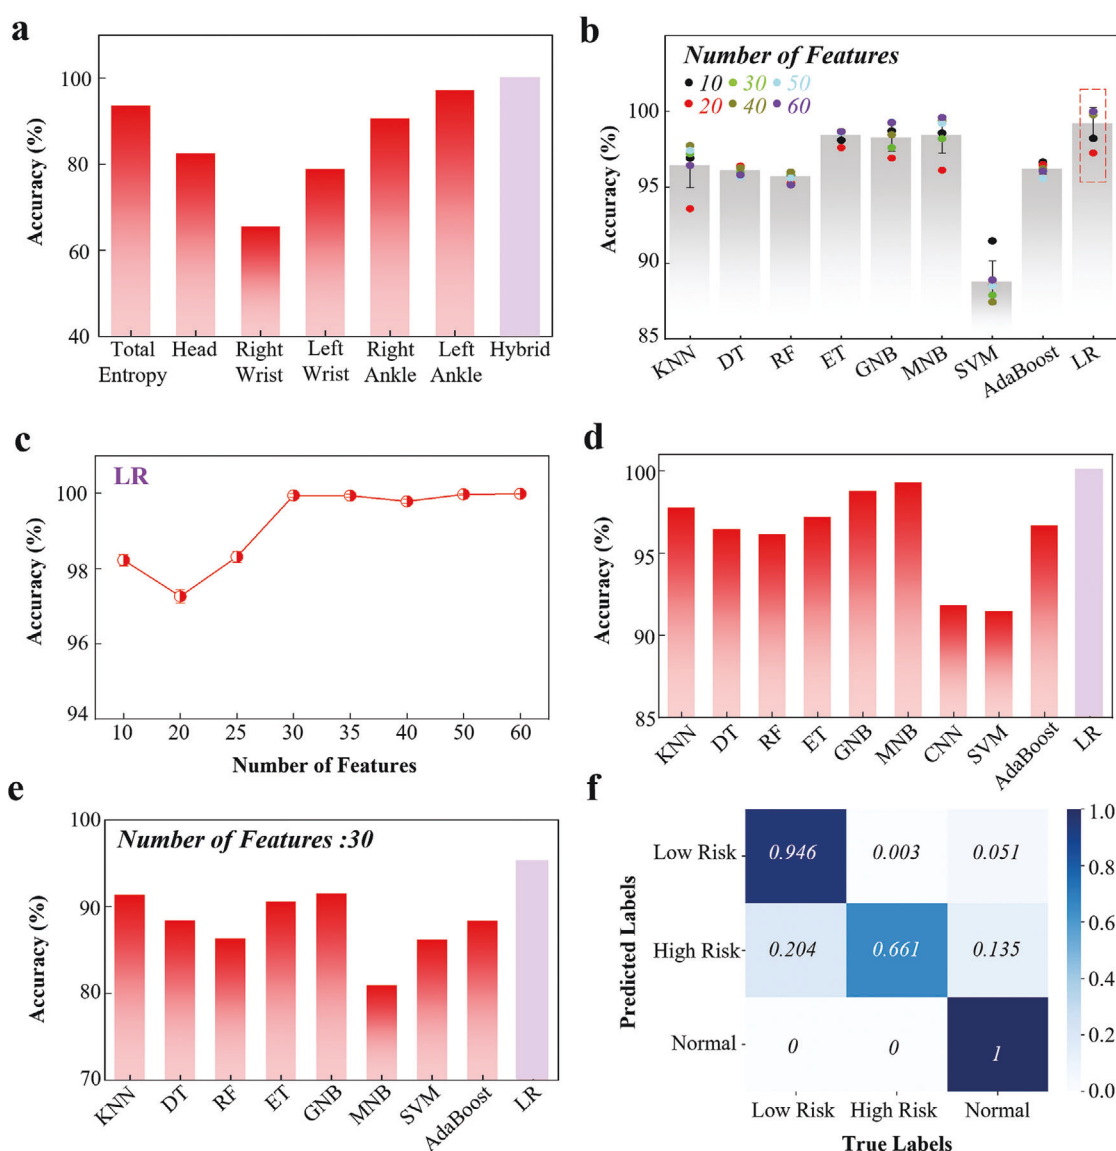 a
Accuracy (%)
100
80
60
40
Total Entropy
Head
Right Wrist
Left Wrist
Right Ankle
Left Ankle
Hybrid
b
Number of Features
10 30 50
20 40 60
Accuracy (%)
100
95
90
85
KNN
DT
RF
ET
GNB
MNB
SVM
AdaBoost
LR
c
LR
Accuracy (%)
100
98
96
94
10 20 25 30 35 40 50 60
Number of Features
d
Accuracy (%)
100
95
90
85
KNN
DT
RF
ET
GNB
MNB
CNN
SVM
AdaBoost
LR
e
Number of Features :30
Accuracy (%)
100
90
80
70
KNN
DT
RF
ET
GNB
MNB
SVM
AdaBoost
LR
f
Predicted Labels
Low Risk 0.946 0.003 0.051
High Risk 0.204 0.661 0.135
Normal 0 0 1
Low Risk High Risk Normal
True Labels
1.0
0.8
0.6
0.4
0.2
0.0